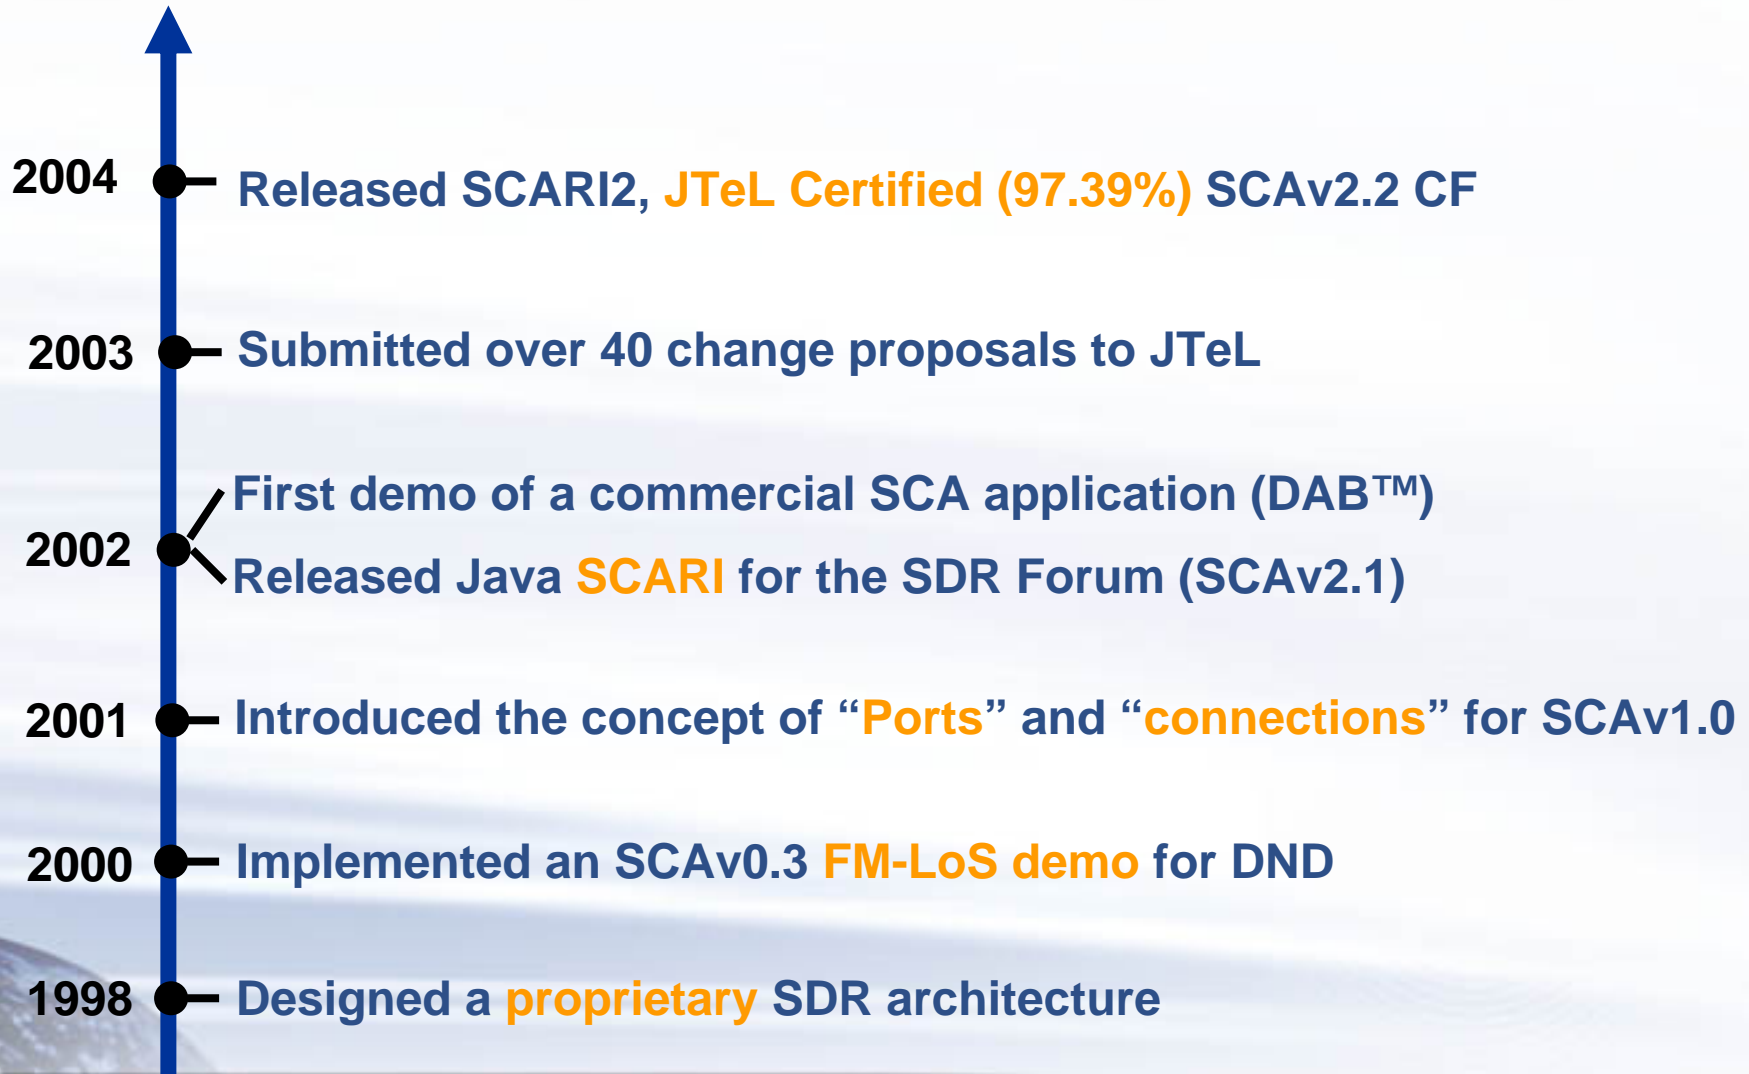 2004 Released SCARI2, JTeL Certified (97.39%) SCAv2.2 CF
2003 Submitted over 40 change proposals to JTeL
First demo of a commercial SCA application (DAB™)
2002
Released Java SCARI for the SDR Forum (SCAv2.1)
2001 Introduced the concept of “Ports” and “connections” for SCAv1.0
2000 Implemented an SCAv0.3 FM-LoS demo for DND
1998 Designed a proprietary SDR architecture